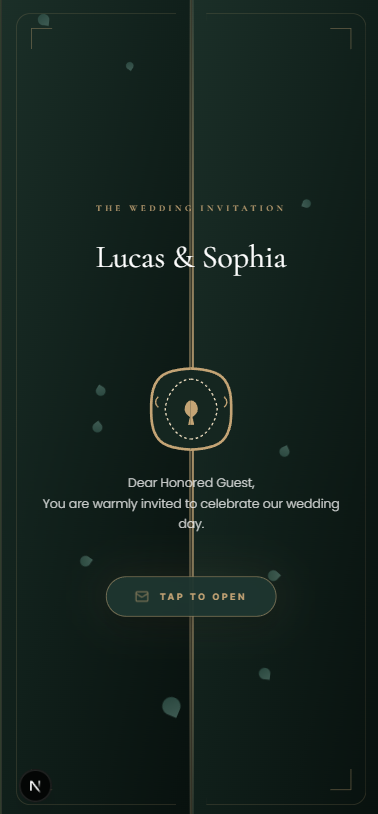 THE WEDDING INVITATION
Lucas & Sophia
Dear Honored Guest,
You are warmly invited to celebrate our wedding
day.
TAP TO OPEN
N